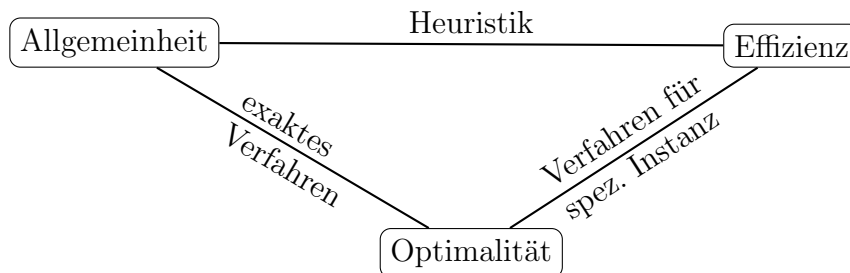 Heuristik
Allgemeinheit
Effizienz
exaktes
Verfahren
Verfahren für
spez. Instanz
Optimalität